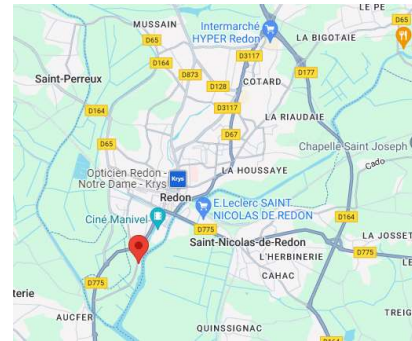 MUSSAIN
Intermarché
HYPER Redon
LE PE
LA BIGOTAIE
D65
D164
D3117
Saint-Perreux
D873
COTARD
D177
D128
D164
D3117
LA RIAUDAIE
D65
D67
Chapelle Saint Joseph
LA HOUSSAYE
Cado
Opticien Redon -
Notre Dame - Krys
Krys
Redon
E.Leclerc SAINT
NICOLAS DE REDON
Ciné Manivel
D164
D775
Saint-Nicolas-de-Redon
LA JOSSET
D775
L'HERBINERIE
D775
terie
CAHAC
AUCFER
TREIG
QUINSSIGNAC
D164